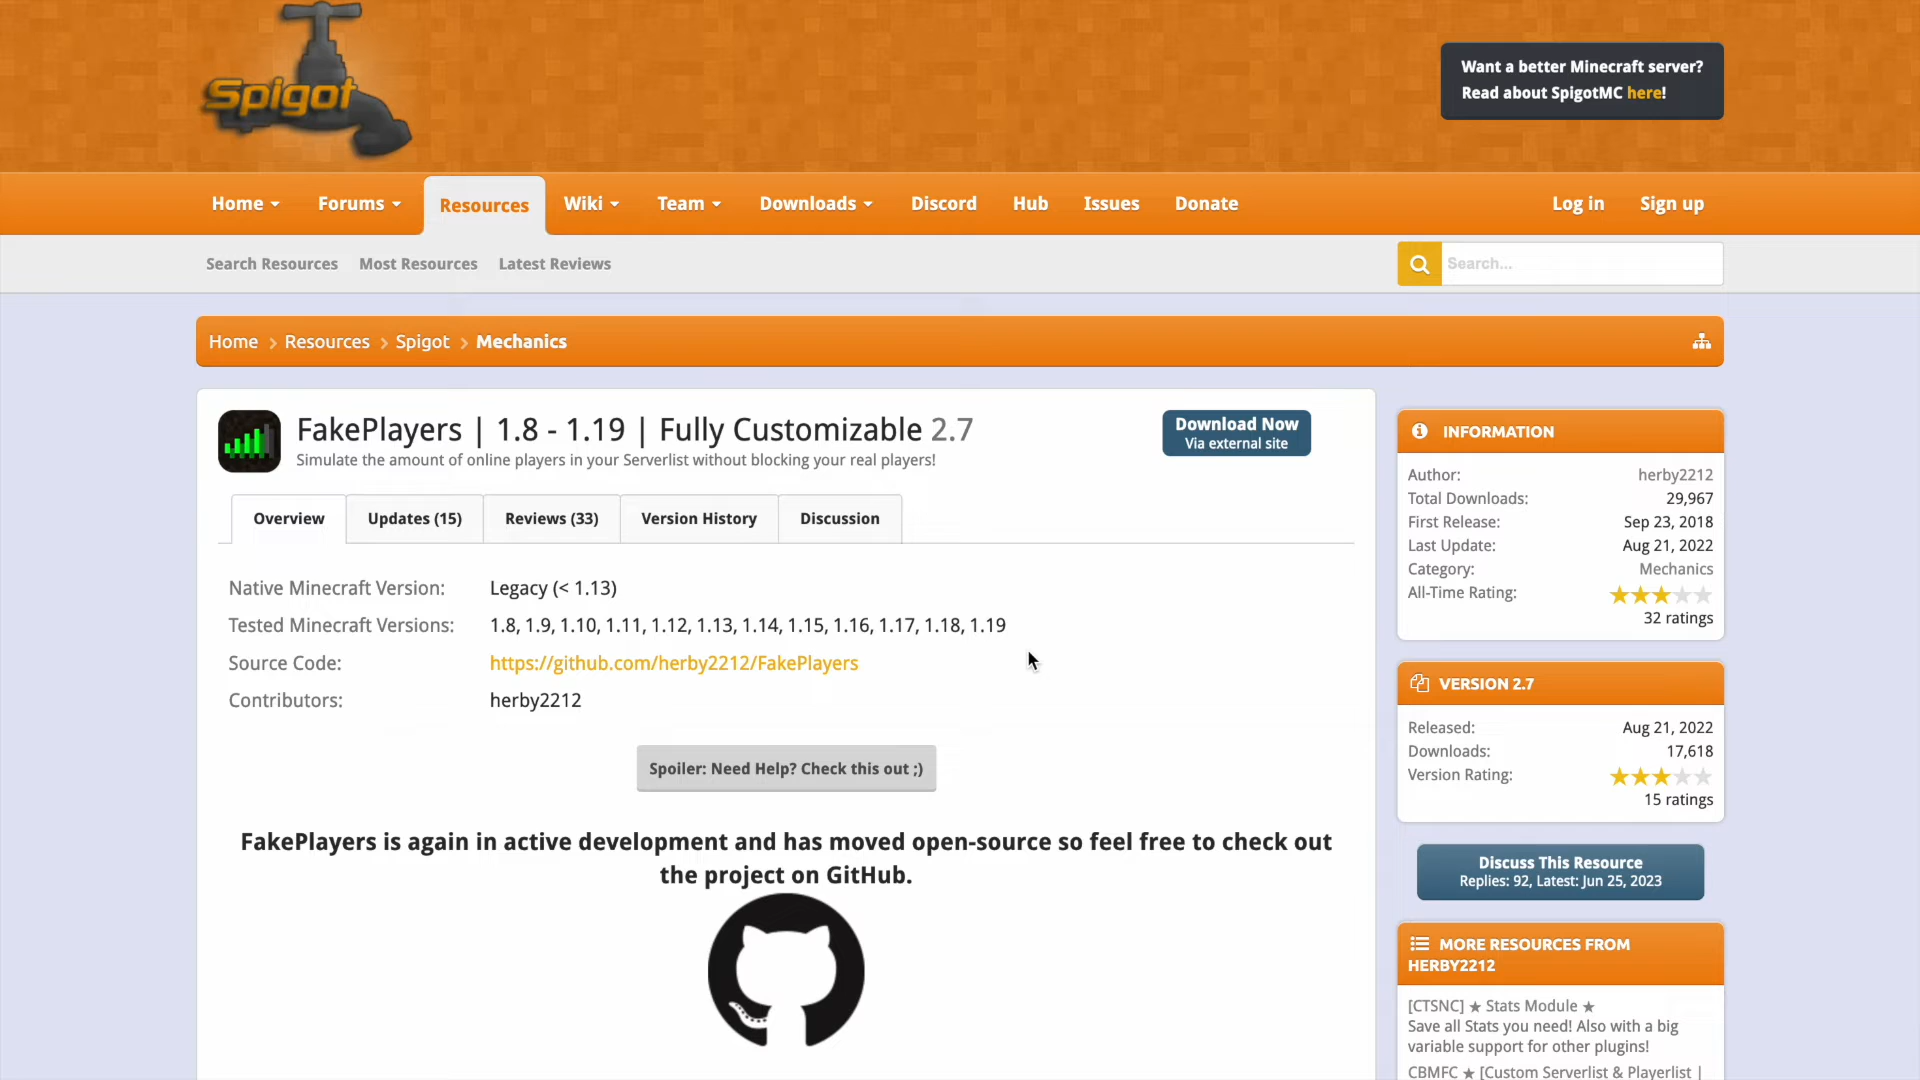 Spigot
Want a better Minecraft server?
Read about SpigotMC here!
Home Forums Resources Wiki Team Downloads Discord Hub Issues Donate Log in Sign up
Search Resources Most Resources Latest Reviews Search...
Home Resources Spigot Mechanics
FakePlayers | 1.8 - 1.19 | Fully Customizable 2.7
Simulate the amount of online players in your Serverlist without blocking your real players!
Download Now
Via external site
Overview Updates (15) Reviews (33) Version History Discussion
Native Minecraft Version: Legacy (< 1.13)
Tested Minecraft Versions: 1.8, 1.9, 1.10, 1.11, 1.12, 1.13, 1.14, 1.15, 1.16, 1.17, 1.18, 1.19
Source Code: https://github.com/herby2212/FakePlayers
Contributors: herby2212
Spoiler: Need Help? Check this out ;)
FakePlayers is again in active development and has moved open-source so feel free to check out
the project on GitHub.
INFORMATION
Author: herby2212
Total Downloads: 29,967
First Release: Sep 23, 2018
Last Update: Aug 21, 2022
Category: Mechanics
All-Time Rating:
32 ratings
VERSION 2.7
Released: Aug 21, 2022
Downloads: 17,618
Version Rating:
15 ratings
Discuss This Resource
Replies: 92, Latest: Jun 25, 2023
MORE RESOURCES FROM
HERBY2212
[CTSNC] ★ Stats Module ★
Save all Stats you need! Also with a big
variable support for other plugins!
CBMFC ★ [Custom Serverlist & Playerlist |